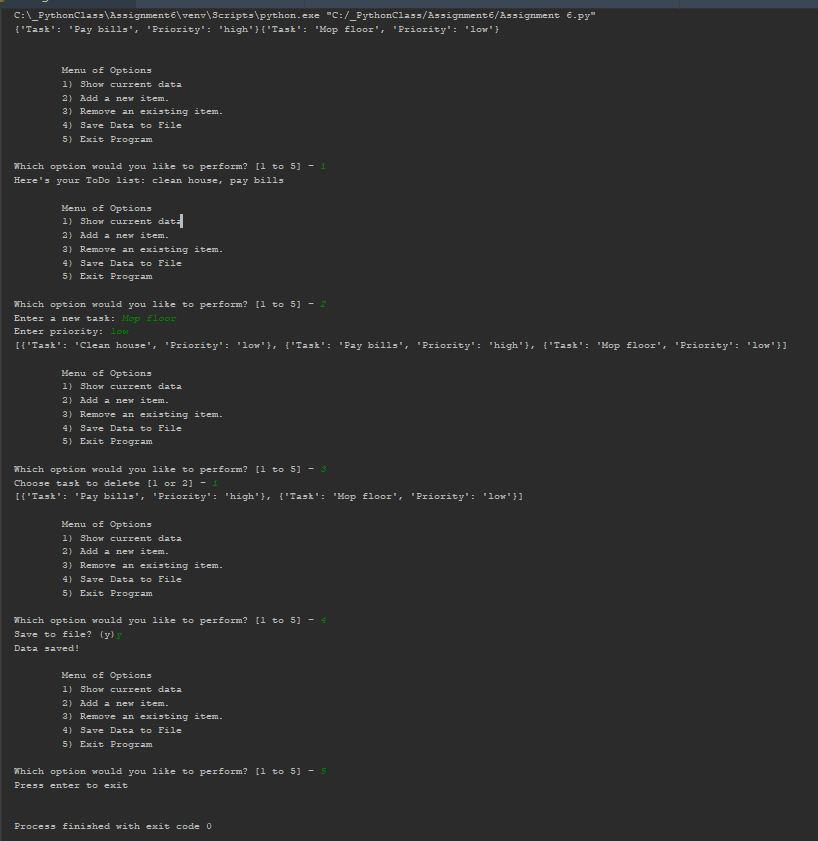 C:\_PythonClass\Assignment6\venv\Scripts\python.exe "C:/_PythonClass/Assignment6/Assignment 6.py"
{'Task': 'Pay bills', 'Priority': 'high'}{'Task': 'Mop floor', 'Priority': 'low'}
Menu of Options
1) Show current data
2) Add a new item.
3) Remove an existing item.
4) Save Data to File
5) Exit Program
Which option would you like to perform? [1 to 5] - 1
Here's your ToDo list: clean house, pay bills
Menu of Options
1) Show current data
2) Add a new item.
3) Remove an existing item.
4) Save Data to File
5) Exit Program
Which option would you like to perform? [1 to 5] - 2
Enter a new task: Mop floor
Enter priority: low
[{'Task': 'Clean house', 'Priority': 'low'}, {'Task': 'Pay bills', 'Priority': 'high'}, {'Task': 'Mop floor', 'Priority': 'low'}]
Menu of Options
1) Show current data
2) Add a new item.
3) Remove an existing item.
4) Save Data to File
5) Exit Program
Which option would you like to perform? [1 to 5] - 3
Choose task to delete [1 or 2] - 1
[{'Task': 'Pay bills', 'Priority': 'high'}, {'Task': 'Mop floor', 'Priority': 'low'}]
Menu of Options
1) Show current data
2) Add a new item.
3) Remove an existing item.
4) Save Data to File
5) Exit Program
Which option would you like to perform? [1 to 5] - 4
Save to file? (y)y
Data saved!
Menu of Options
1) Show current data
2) Add a new item.
3) Remove an existing item.
4) Save Data to File
5) Exit Program
Which option would you like to perform? [1 to 5] - 5
Press enter to exit
Process finished with exit code 0